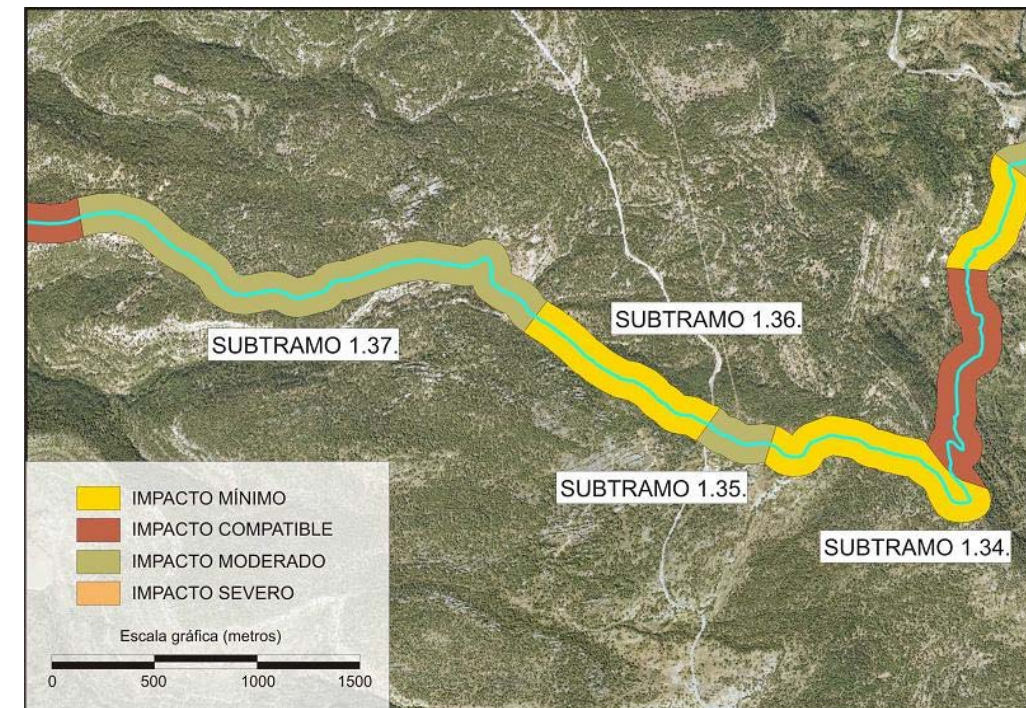 SUBTRAMO 1.36.
SUBTRAMO 1.37.
SUBTRAMO 1.35.
SUBTRAMO 1.34.
IMPACTO MÍNIMO
IMPACTO COMPATIBLE
IMPACTO MODERADO
IMPACTO SEVERO
Escala gráfica (metros)
0 500 1000 1500